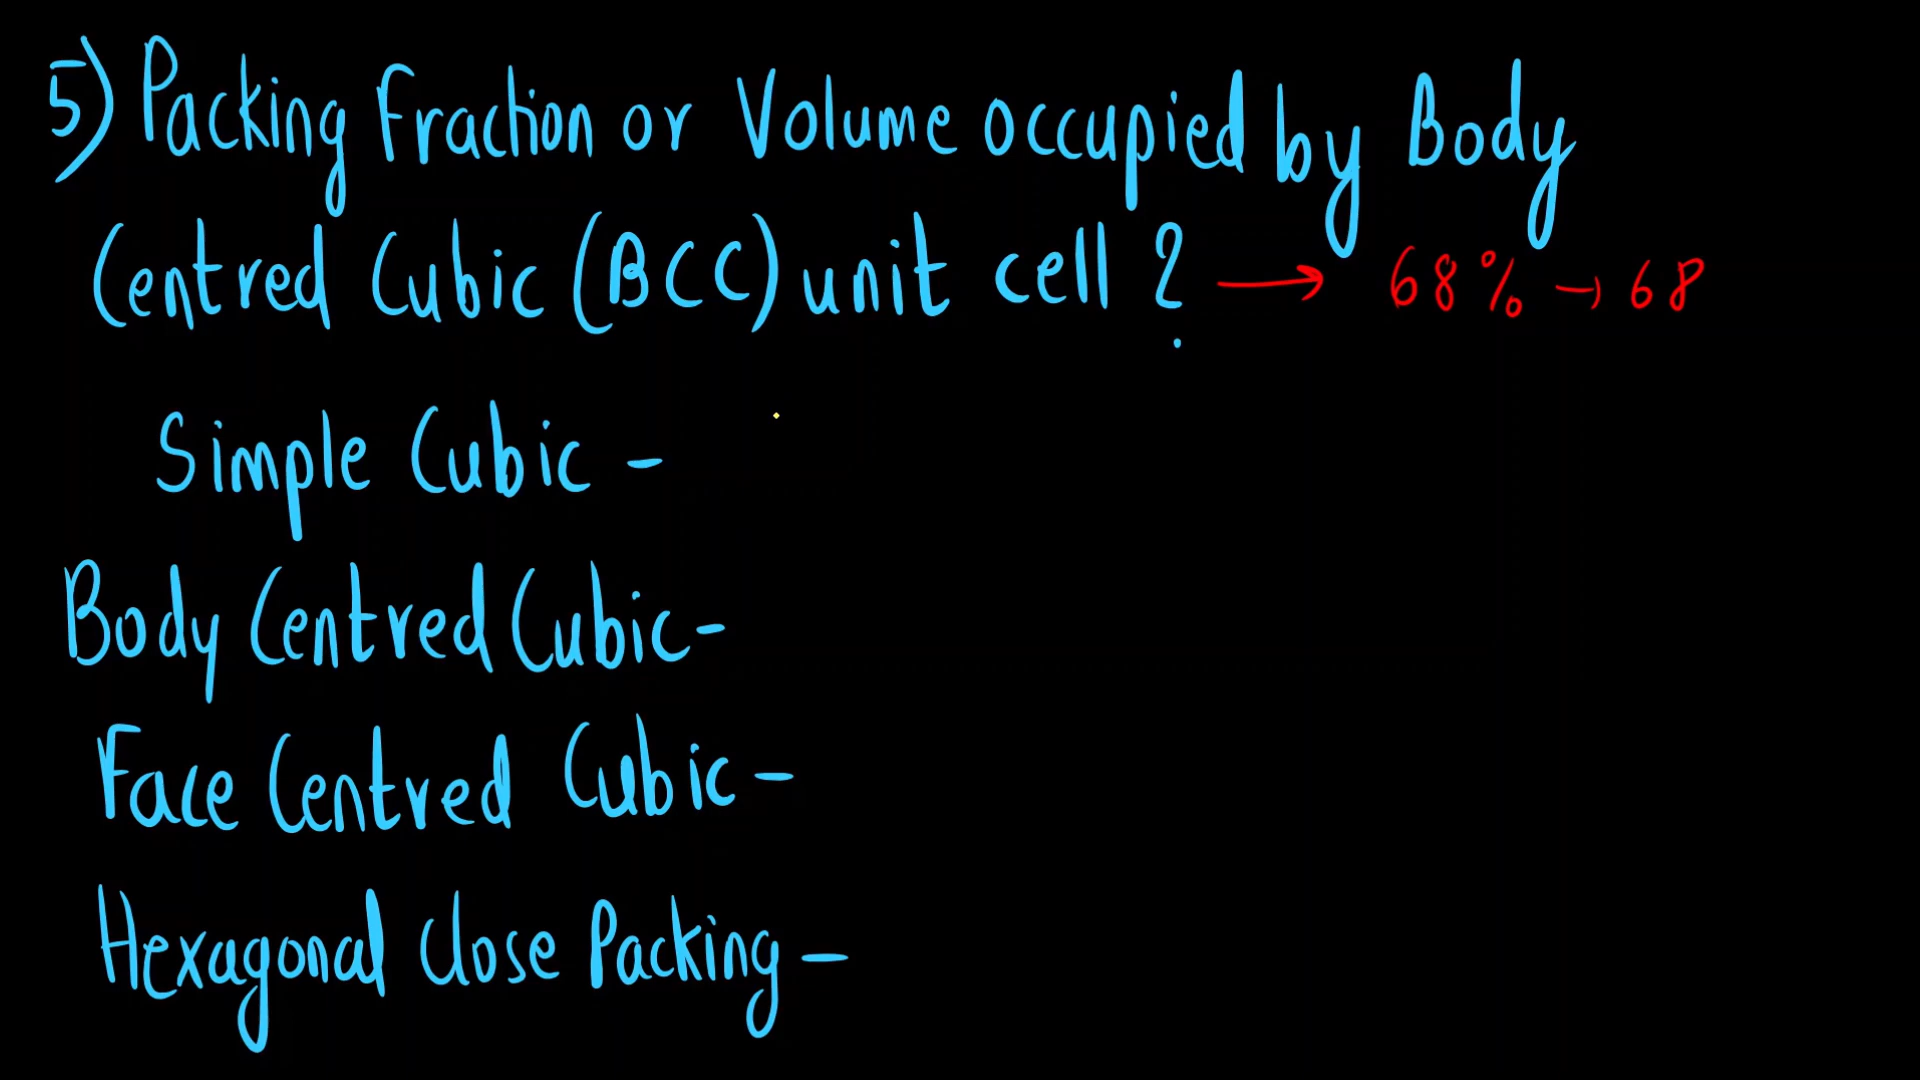 5) Packing Fraction or Volume occupied by Body
Centred Cubic (BCC) unit cell ? → 68% → 68
Simple Cubic -
Body Centred Cubic -
Face Centred Cubic -
Hexagonal Close Packing -